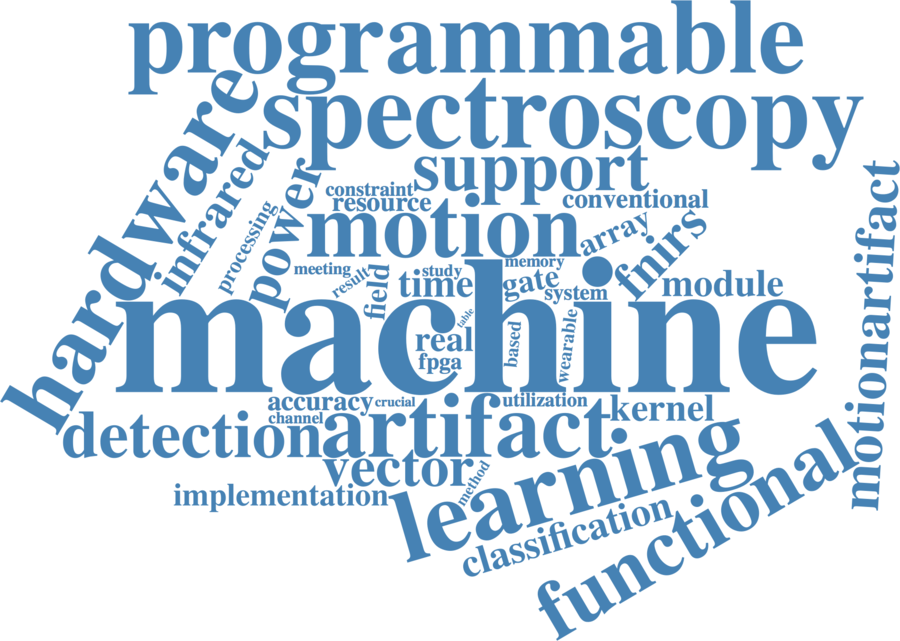 programmable
spectroscopy
hardware
infrared
support
constraint
resource
conventional
power
processing
motion
array
fnirs
motionartifact
meeting
result
field
study
time
memory
gate
system
module
machine
real
table
fpga
based
wearable
accuracy
crucial
channel
utilization
kernel
detection
artifact
vector
method
learning
implementation
classification
functional